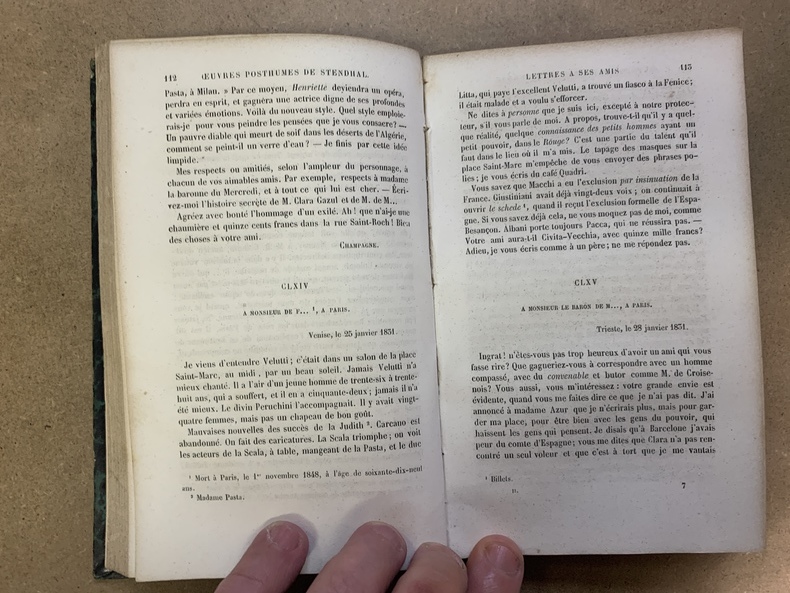 112 ŒUVRES POSTHUMES DE STENDHAL.
Pasta, à Milan. » Par ce moyen, Henriette deviendra un opéra,
perdra en esprit, et gagnera une actrice digne de ses profondes
et variées émotions. Voilà du nouveau style. Quel style emploie-
rais-je pour vous peindre les pensées que je vous consacre? —
Un pauvre diable qui meurt de soif dans les déserts de l'Algérie,
comment se peint-il un verre d'eau? — Je finis par cette idée
limpide.
Mes respects ou amitiés, selon l'ampleur du personnage, à
chacun de vos aimables amis. Par exemple, respects à madame
la baronne du Mercredi, et à tout ce qui lui est cher. — Écri-
vez-moi l'histoire secrète de M. Clara Gazul et de M. de M...
Agréez avec bonté l'hommage d'un exilé. Ah! que n'ai-je une
chaumière et quinze cents francs dans la rue Saint-Roch! Bien
des choses à votre ami.
CHAMPAGNE.
CLXIV
A MONSIEUR DE F... ¹, A PARIS.
Venise, le 25 janvier 1831.
Je viens d'entendre Velutti; c'était dans un salon de la place
Saint-Marc, au midi, par un beau soleil. Jamais Velutti n'a
mieux chanté. Il a l'air d'un jeune homme de trente-six à trente-
huit ans, qui a souffert, et il en a cinquante-deux; jamais il n'a
été mieux. Le divin Peruchini l'accompagnait. Il y avait vingt-
quatre femmes, mais pas un chapeau de bon goût.
Mauvaises nouvelles des succès de la Judith ². Carcano est
abandonné. On fait des caricatures. La Scala triomphe; on voit
les acteurs de la Scala, à table, mangeant de la Pasta, et le duc
¹ Mort à Paris, le 1er novembre 1848, à l'âge de soixante-dix-neuf
ans.
² Madame Pasta.
LETTRES A SES AMIS 113
Litta, qui paye l'excellent Velutti, a trouvé un fiasco à la Fénice;
il était malade et a voulu s'efforcer.
Ne dites à personne que je suis ici, excepté à notre protec-
teur, s'il vous parle de moi. A propos, trouve-t-il qu'il y a quel-
que réalité, quelque connaissance des petits hommes ayant un
petit pouvoir, dans le Rouge? C'est une partie du talent qu'il
faut dans le lieu où il m'a mis. Le tapage des masques sur la
place Saint-Marc m'empêche de vous envoyer des phrases po-
lies; je vous écris du café Quadri.
Vous savez que Macchi a eu l'exclusion par insinuation de la
France. Giustiniani avait déjà vingt-deux voix; on continuait à
ouvrir le schede ¹, quand il reçut l'exclusion formelle de l'Espa-
gne. Si vous savez déjà cela, ne vous moquez pas de moi, comme
Besançon. Albani porte toujours Pacca, qui ne réussira pas. —
Votre ami aura-t-il Civita-Vecchia, avec quinze mille francs?
Adieu, je vous écris comme à un père; ne me répondez pas.
CLXV
A MONSIEUR LE BARON DE M..., A PARIS.
Trieste, le 28 janvier 1831.
Ingrat! n'êtes-vous pas trop heureux d'avoir un ami qui vous
fasse rire? Que gagneriez-vous à correspondre avec un homme
compassé, avec du convenable et butor comme M. de Croise-
nois? Vous aussi, vous m'intéressez: votre grande envie est
évidente, quand vous me faites dire ce que je n'ai pas dit. J'ai
annoncé à madame Azur que je n'écrirais plus, mais pour gar-
der ma place, pour être bien avec les gens du pouvoir, qui
haïssent les gens qui pensent. Je disais qu'à Barcelone j'avais
peur du comte d'Espagne; vous me dites que Clara n'a pas ren-
contré un seul voleur et que c'est à tort que je me vantais
¹ Billets.
II. 7